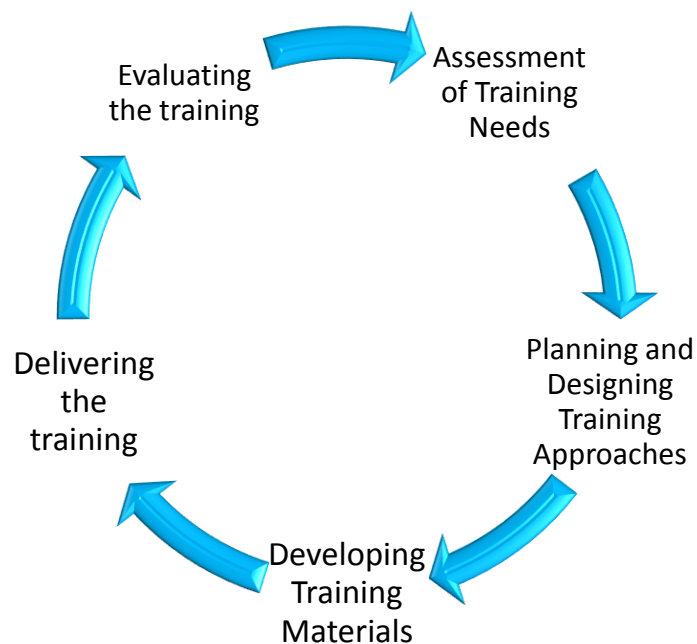 Assessment
of Training
Needs
Planning and
Designing
Training
Approaches
Developing
Training
Materials
Delivering
the
training
Evaluating
the training